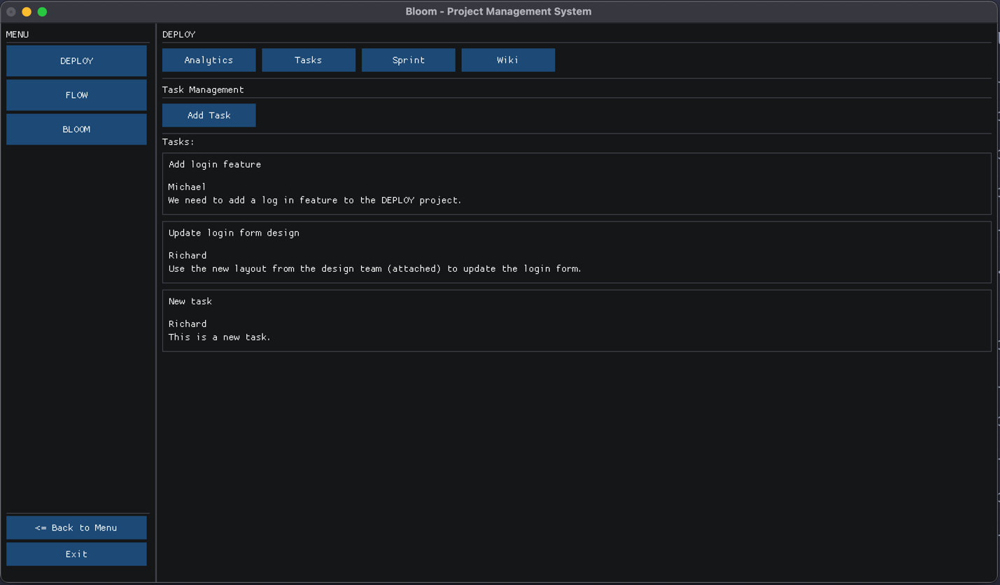 Bloom - Project Management System
MENU
DEPLOY
FLOW
BLOOM
<= Back to Menu
Exit
DEPLOY
Analytics
Tasks
Sprint
Wiki
Task Management
Add Task
Tasks:
Add login feature
Michael
We need to add a log in feature to the DEPLOY project.
Update login form design
Richard
Use the new layout from the design team (attached) to update the login form.
New task
Richard
This is a new task.